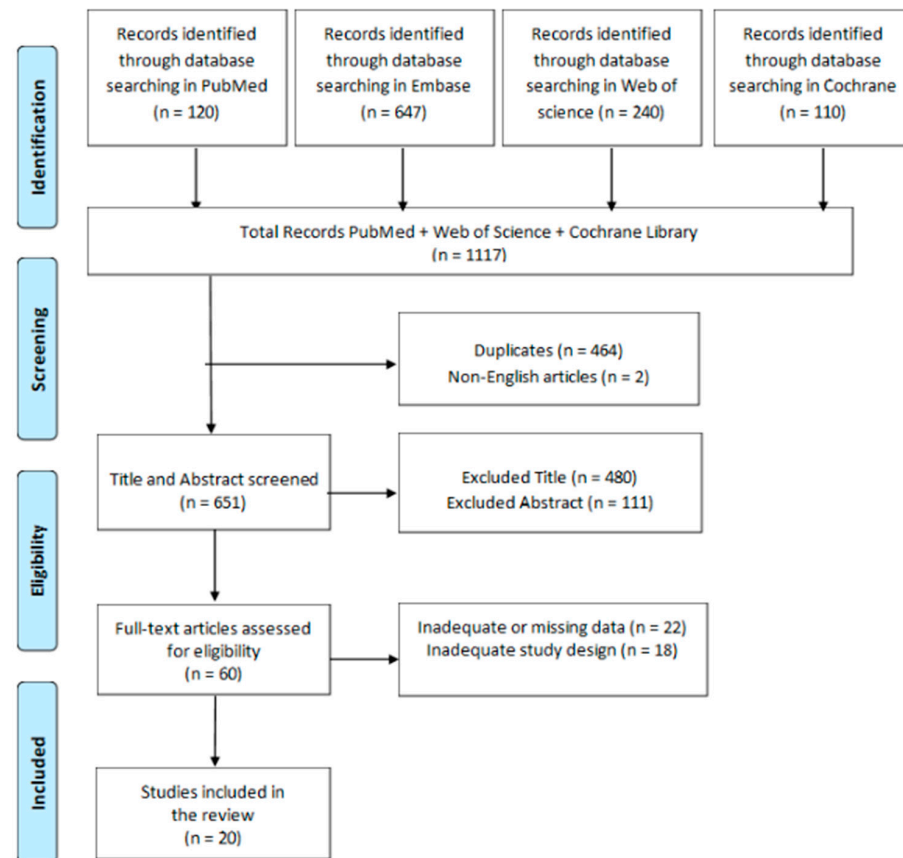 Identification
Records identified
through database
searching in PubMed
(n = 120)
Records identified
through database
searching in Embase
(n = 647)
Records identified
through database
searching in Web of
science (n = 240)
Records identified
through database
searching in Cochrane
(n = 110)
Total Records PubMed + Web of Science + Cochrane Library
(n = 1117)
Screening
Duplicates (n = 464)
Non-English articles (n = 2)
Title and Abstract screened
(n = 651)
Excluded Title (n = 480)
Excluded Abstract (n = 111)
Eligibility
Full-text articles assessed
for eligibility
(n = 60)
Inadequate or missing data (n = 22)
Inadequate study design (n = 18)
Included
Studies included in
the review
(n = 20)